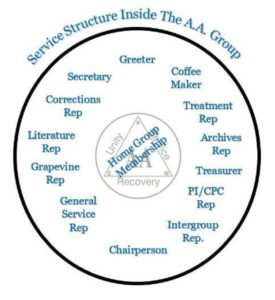 Service Structure Inside The A.A. Group
Greeter
Secretary
Coffee
Maker
Corrections
Rep
Treatment
Rep
Literature
Rep
Archives
Rep
Unity
Home Group
Membership
Recovery
Grapevine
Rep
Treasurer
General
Service
Rep
PI/CPC
Rep
Intergroup
Rep.
Chairperson